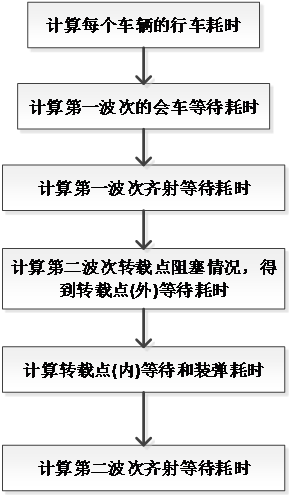 计算每个车辆的行车耗时
计算第一波次的会车等待耗时
计算第一波次齐射等待耗时
计算第二波次转载点阻塞情况，得
到转载点(外)等待耗时
计算转载点(内)等待和装弹耗时
计算第二波次齐射等待耗时